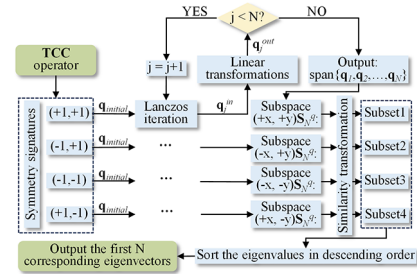 YES
j < N?
NO
q_j^out
TCC
operator
j = j+1
Linear
transformations
Output:
span{q_1,q_2,…,q_N}
Symmetry signatures
(+1,+1)
q_initial
Lanczos
iteration
q_j^in
Subspace
(+x, +y)S_N^q:
Similarity transformation
Subset1
(-1,+1)
q_initial
...
Subspace
(-x, +y)S_N^q:
Subset2
(-1,-1)
q_initial
...
Subspace
(-x, -y)S_N^q:
Subset3
(+1,-1)
q_initial
...
Subspace
(+x, -y)S_N^q:
Subset4
Output the first N
corresponding eigenvectors
Sort the eigenvalues in descending order